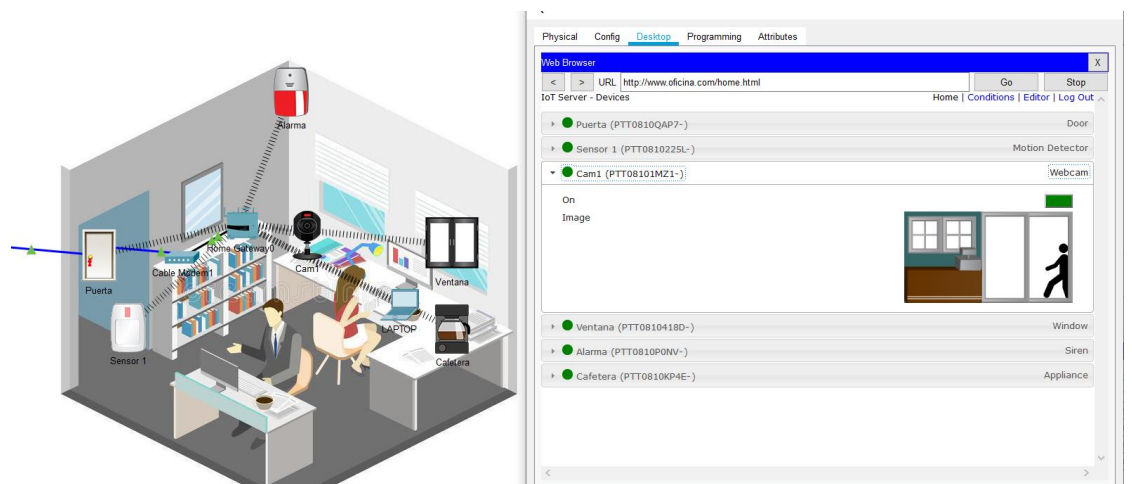 Alarma
Home Gateway0
Cable Modem1
Cam1
Puerta
Ventana
LAPTOP
Sensor 1
Cafetera
Physical Config Desktop Programming Attributes
Web Browser X
< > URL http://www.oficina.com/home.html Go Stop
IoT Server - Devices Home | Conditions | Editor | Log Out
Puerta (PTT0810QAP7-) Door
Sensor 1 (PTT081022SL-) Motion Detector
Cam1 (PTT08101MZ1-) Webcam
On
Image
Ventana (PTT0810418D-) Window
Alarma (PTT0810P0NV-) Siren
Cafetera (PTT0810KP4E-) Appliance